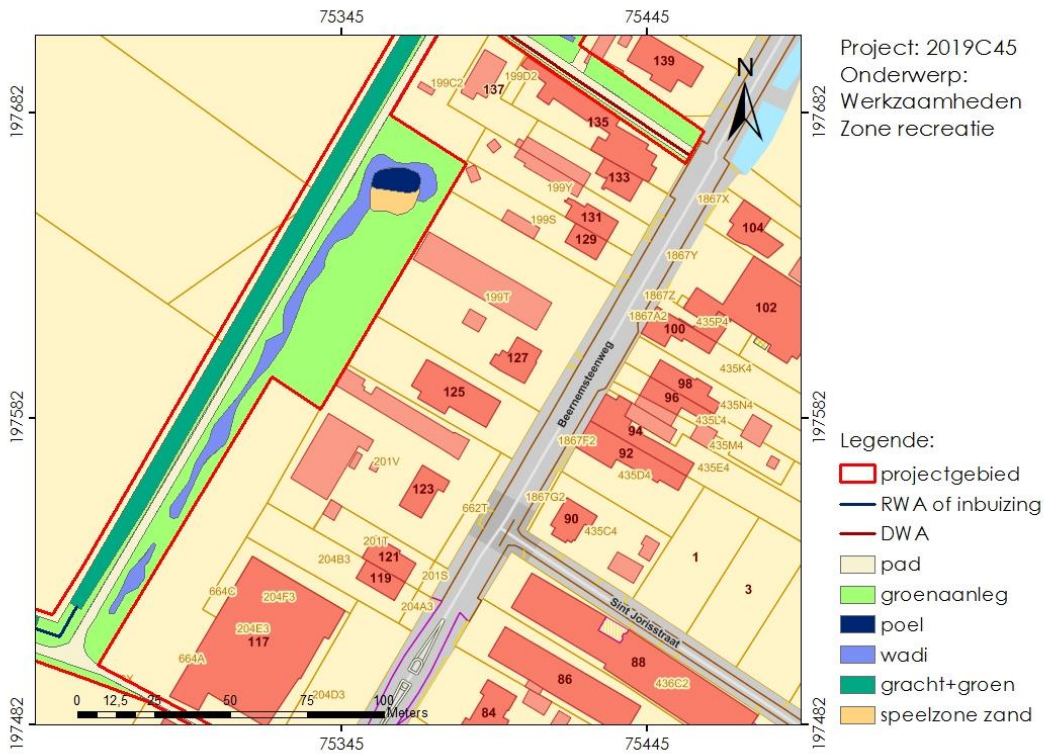 75345
75445
197682
197682
197582
197582
197482
197482
75345
75445
Project: 2019C45
Onderwerp:
Werkzaamheden
Zone recreatie
N
139
199C2
199D2
137
135
133
199Y
131
199S
129
1867X
104
1867Y
199T
1867Z
102
1867A2
435P4
100
127
435K4
125
98
96
435N4
Beernemsteenweg
435L4
94
435M4
1867F2
92
435E4
435D4
201V
123
1867G2
662T
90
435C4
201T
121
204B3
119
201S
1
3
664C
204F3
204A3
204E3
117
Sint Jorisstraat
664A
88
86
436C2
204D3
84
0 12,5 25 50 75 100
Meters
Legende:
projectgebied
RWA of inbuizing
DWA
pad
groenaanleg
poel
wadi
gracht+groen
speelzone zand